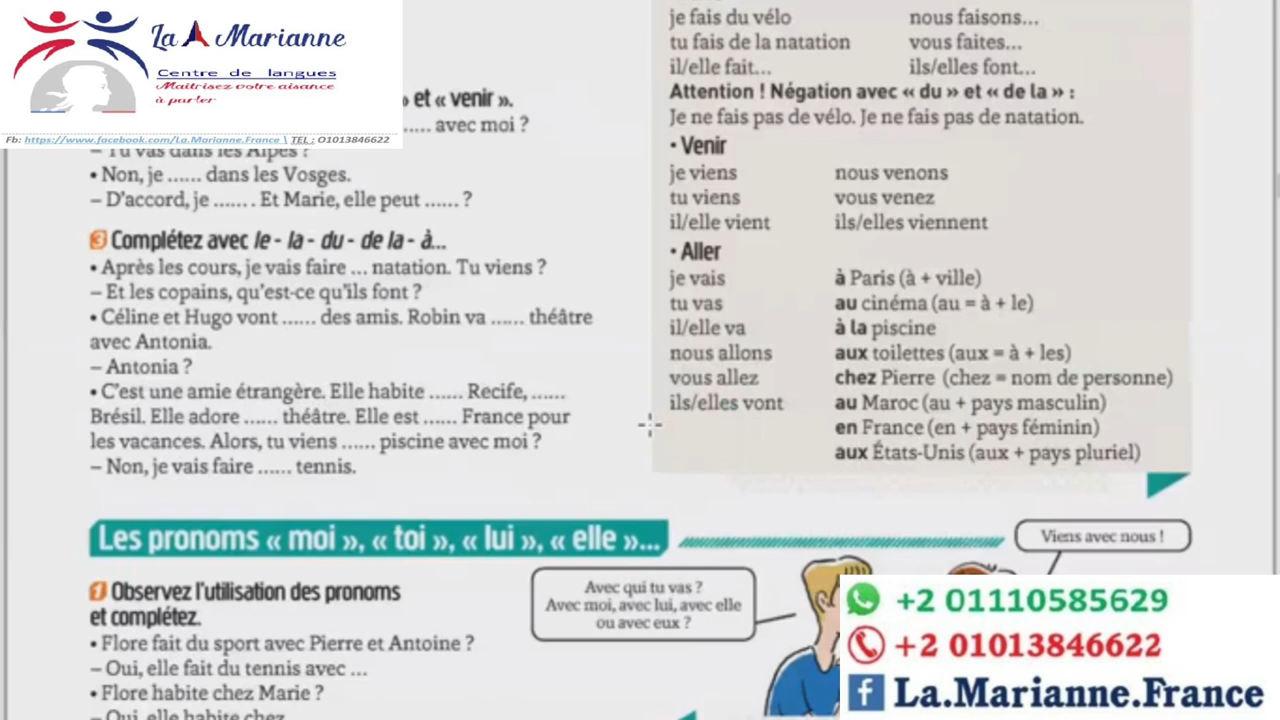 La Marianne
Centre de langues
Maîtrisez votre aisance
à parler
Fb: https://www.facebook.com/La.Marianne.France \ TEL : 01013846622
» et « venir ».
..... avec moi ?
– Tu vas dans les Alpes ?
• Non, je ...... dans les Vosges.
– D'accord, je ....... . Et Marie, elle peut ...... ?
3 Complétez avec le - la - du - de la - à...
• Après les cours, je vais faire ... natation. Tu viens ?
– Et les copains, qu'est-ce qu'ils font ?
• Céline et Hugo vont ...... des amis. Robin va ...... théâtre
avec Antonia.
– Antonia ?
• C'est une amie étrangère. Elle habite ...... Recife, ......
Brésil. Elle adore ...... théâtre. Elle est ...... France pour
les vacances. Alors, tu viens ...... piscine avec moi ?
– Non, je vais faire ...... tennis.
je fais du vélo nous faisons...
tu fais de la natation vous faites...
il/elle fait... ils/elles font...
Attention ! Négation avec « du » et « de la » :
Je ne fais pas de vélo. Je ne fais pas de natation.
• Venir
je viens nous venons
tu viens vous venez
il/elle vient ils/elles viennent
• Aller
je vais à Paris (à + ville)
tu vas au cinéma (au = à + le)
il/elle va à la piscine
nous allons aux toilettes (aux = à + les)
vous allez chez Pierre (chez = nom de personne)
ils/elles vont au Maroc (au + pays masculin)
en France (en + pays féminin)
aux États-Unis (aux + pays pluriel)
Les pronoms « moi », « toi », « lui », « elle »...
1 Observez l'utilisation des pronoms
et complétez.
• Flore fait du sport avec Pierre et Antoine ?
– Oui, elle fait du tennis avec ...
• Flore habite chez Marie ?
– Oui, elle habite chez
Avec qui tu vas ?
Avec moi, avec lui, avec elle
ou avec eux ?
Viens avec nous !
+2 01110585629
+2 01013846622
La.Marianne.France